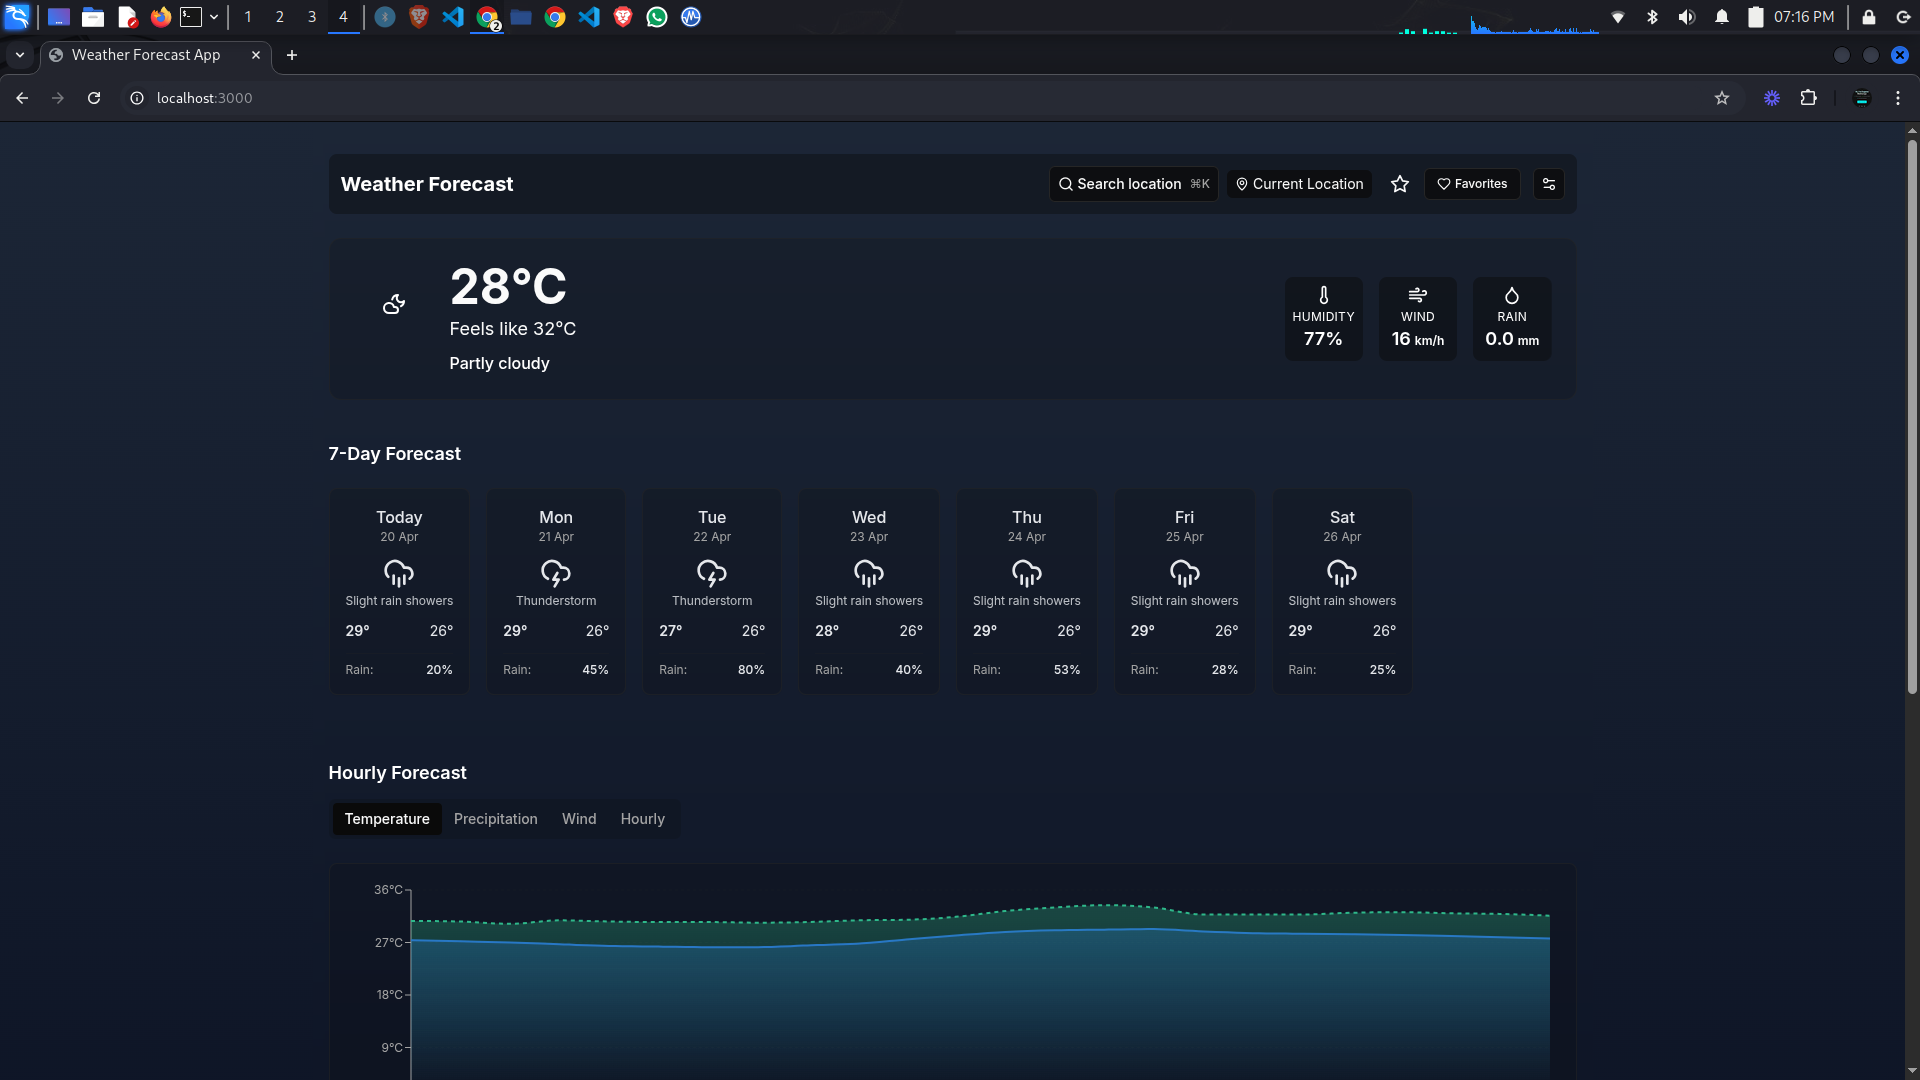 1 2 3 4 2 07:16 PM
Weather Forecast App
localhost:3000
Weather Forecast Search location ⌘K Current Location Favorites
28°C
Feels like 32°C
Partly cloudy
HUMIDITY WIND RAIN
77% 16 km/h 0.0 mm
7-Day Forecast
Today Mon Tue Wed Thu Fri Sat
20 Apr 21 Apr 22 Apr 23 Apr 24 Apr 25 Apr 26 Apr
Slight rain showers Thunderstorm Thunderstorm Slight rain showers Slight rain showers Slight rain showers Slight rain showers
29° 26° 29° 26° 27° 26° 28° 26° 29° 26° 29° 26° 29° 26°
Rain: 20% Rain: 45% Rain: 80% Rain: 40% Rain: 53% Rain: 28% Rain: 25%
Hourly Forecast
Temperature Precipitation Wind Hourly
36°C
27°C
18°C
9°C